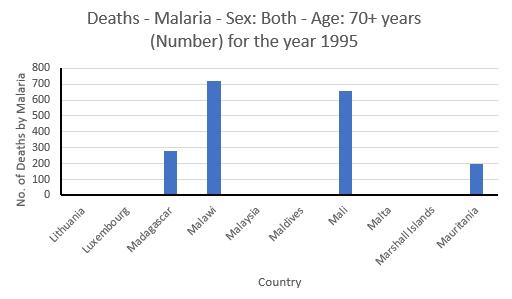 Deaths - Malaria - Sex: Both - Age: 70+ years
(Number) for the year 1995
No. of Deaths by Malaria
800
700
600
500
400
300
200
100
0
Lithuania
Luxembourg
Madagascar
Malawi
Malaysia
Maldives
Mali
Malta
Marshall Islands
Mauritania
Country